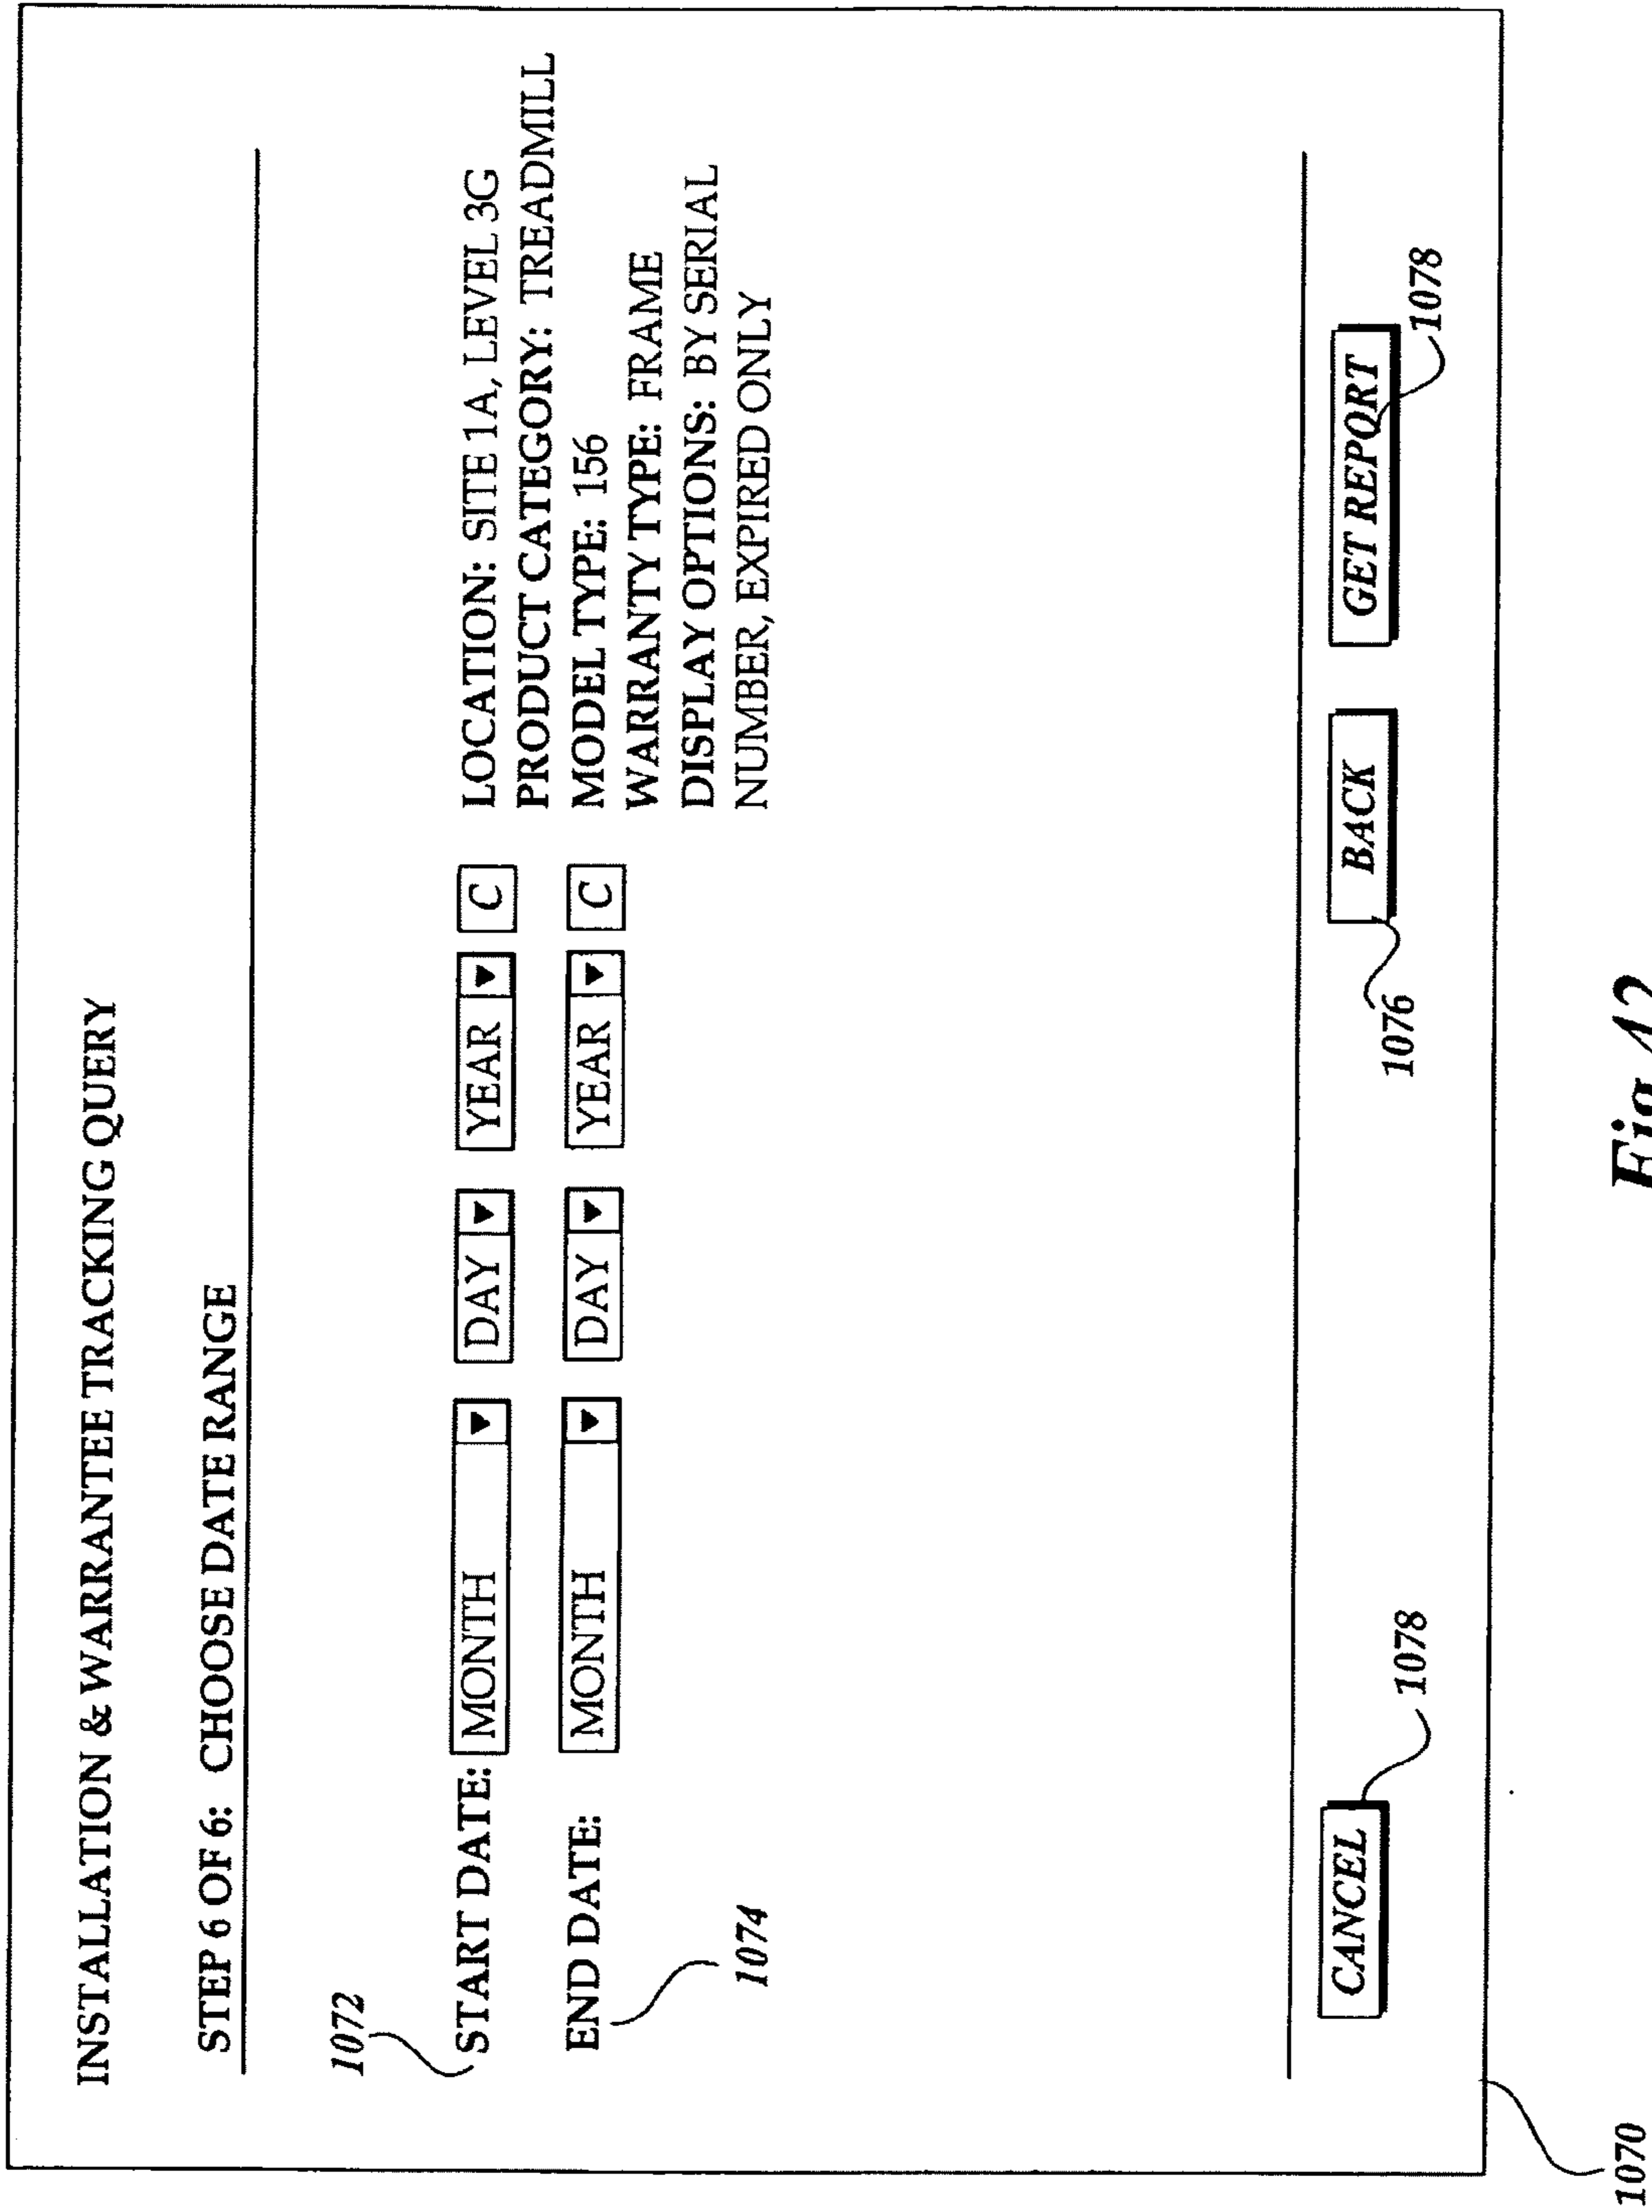 INSTALLATION & WARRANTEE TRACKING QUERY
STEP 6 OF 6: CHOOSE DATE RANGE
1072
START DATE: MONTH DAY YEAR C
END DATE: MONTH DAY YEAR C
1074
LOCATION: SITE 1A, LEVEL 3G
PRODUCT CATEGORY: TREADMILL
MODEL TYPE: 156
WARRANTY TYPE: FRAME
DISPLAY OPTIONS: BY SERIAL
NUMBER, EXPIRED ONLY
CANCEL BACK GET REPORT
1078 1076 1078
1070
Fig. 42